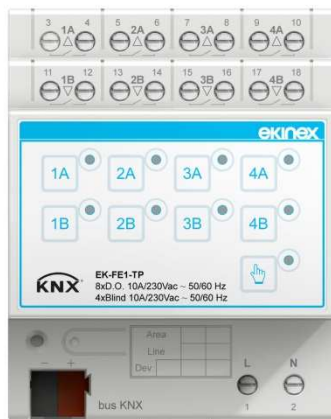 3 1A 4 5 2A 6 7 3A 8 9 4A 10
11 1B 12 13 2B 14 15 3B 16 17 4B 18
ekinex
1A 2A 3A 4A
1B 2B 3B 4B
KNX
EK-FE1-TP
8xD.O. 10A/230Vac ~ 50/60 Hz
4xBlind 10A/230Vac ~ 50/60 Hz
Area
Line
Dev.
L N
- +
1 2
bus KNX